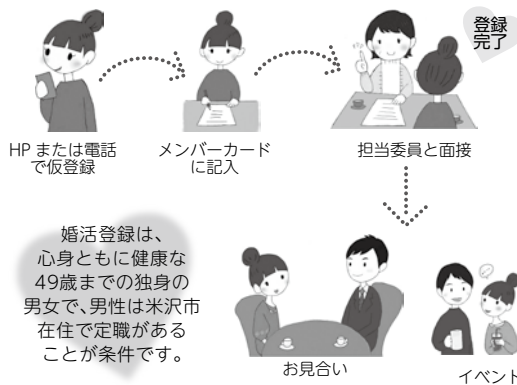 登録
完了
HPまたは電話
で仮登録
メンバーカード
に記入
担当委員と面接
婚活登録は、
心身ともに健康な
49歳までの独身の
男女で、男性は米沢市
在住で定職がある
ことが条件です。
お見合い
イベント